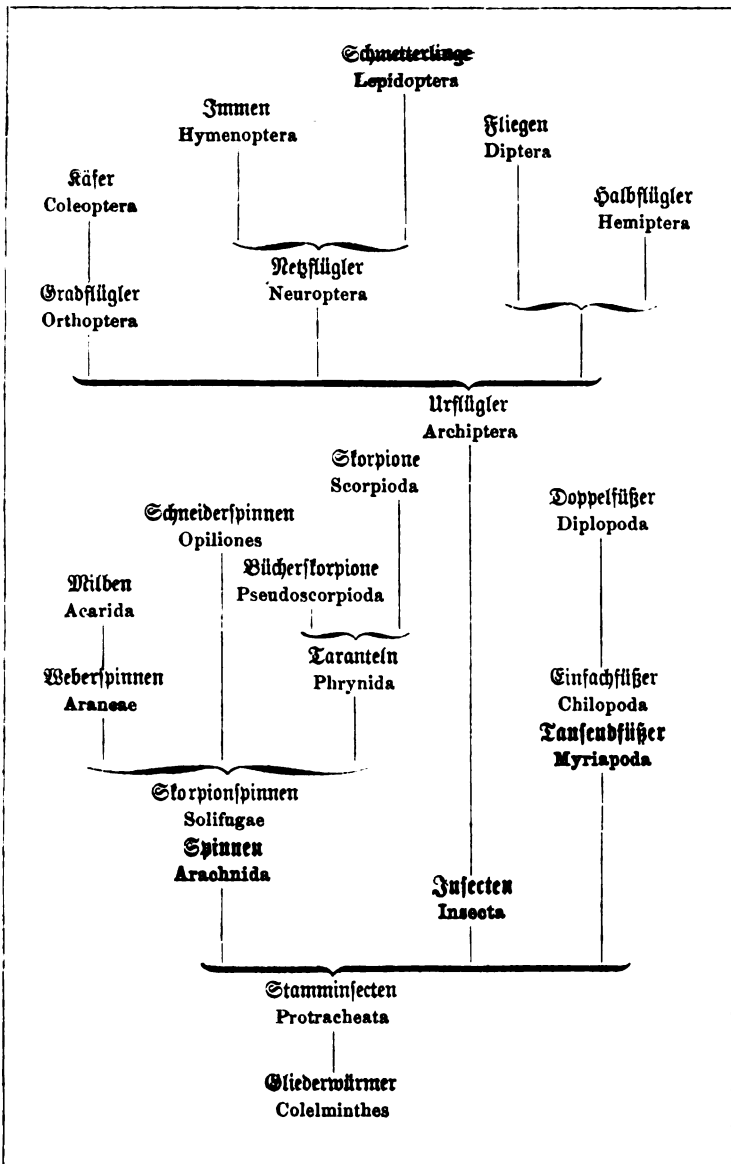 Schmetterlinge
Lepidoptera
Immen
Hymenoptera
Fliegen
Diptera
Käfer
Coleoptera
Halbflügler
Hemiptera
Netzflügler
Neuroptera
Gradflügler
Orthoptera
Urflügler
Archiptera
Skorpione
Scorpioda
Schneiderspinnen
Opiliones
Doppelfüßer
Diplopoda
Bücherskorpione
Pseudoscorpioda
Milben
Acarida
Taranteln
Phrynida
Weberspinnen
Araneae
Einfachfüßer
Chilopoda
Tausendfüßer
Myriapoda
Skorpionspinnen
Solifugae
Spinnen
Arachnida
Insecten
Insecta
Stamminsecten
Protracheata
Gliederwürmer
Colelminthes